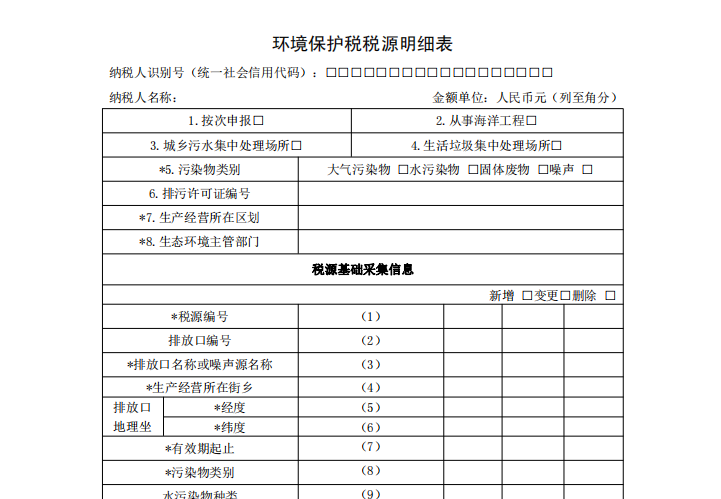 环境保护税税源明细表
纳税人识别号（统一社会信用代码）：□□□□□□□□□□□□□□□□□□
纳税人名称：　金额单位：人民币元（列至角分）
1.按次申报□　2.从事海洋工程□
3.城乡污水集中处理场所□　4.生活垃圾集中处理场所□
*5.污染物类别　大气污染物 □水污染物 □固体废物 □噪声 □
6.排污许可证编号
*7.生产经营所在区划
*8.生态环境主管部门
税源基础采集信息
新增 □变更□删除 □
*税源编号　（1）
排放口编号　（2）
*排放口名称或噪声源名称　（3）
*生产经营所在街乡　（4）
排放口　*经度　（5）
地理坐　*纬度　（6）
*有效期起止　（7）
*污染物类别　（8）
水污染物种类　（9）